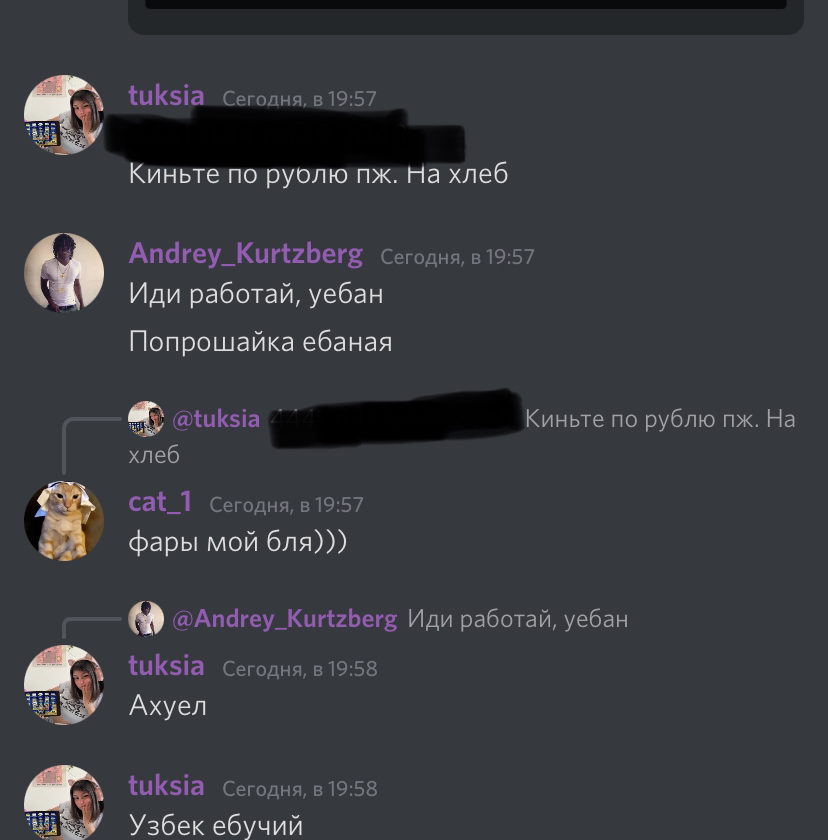 tuksia Сегодня, в 19:57
Киньте по рублю пж. На хлеб
Andrey_Kurtzberg Сегодня, в 19:57
Иди работай, уебан
Попрошайка ебаная
@tuksia Киньте по рублю пж. На
хлеб
cat_1 Сегодня, в 19:57
фары мой бля)))
@Andrey_Kurtzberg Иди работай, уебан
tuksia Сегодня, в 19:58
Ахуел
tuksia Сегодня, в 19:58
Узбек ебучий